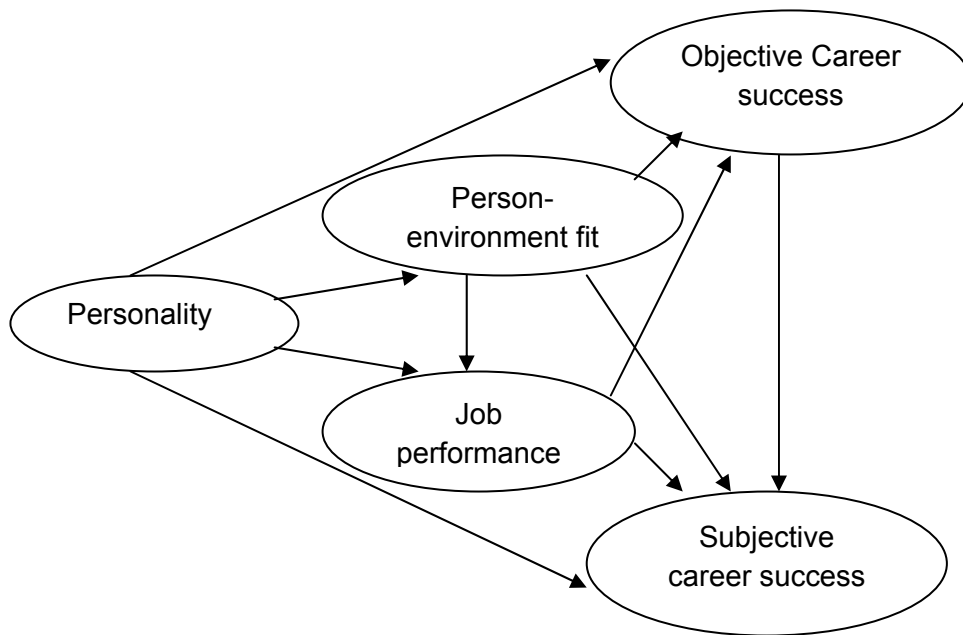 Objective Career
success
Person-
environment fit
Personality
Job
performance
Subjective
career success